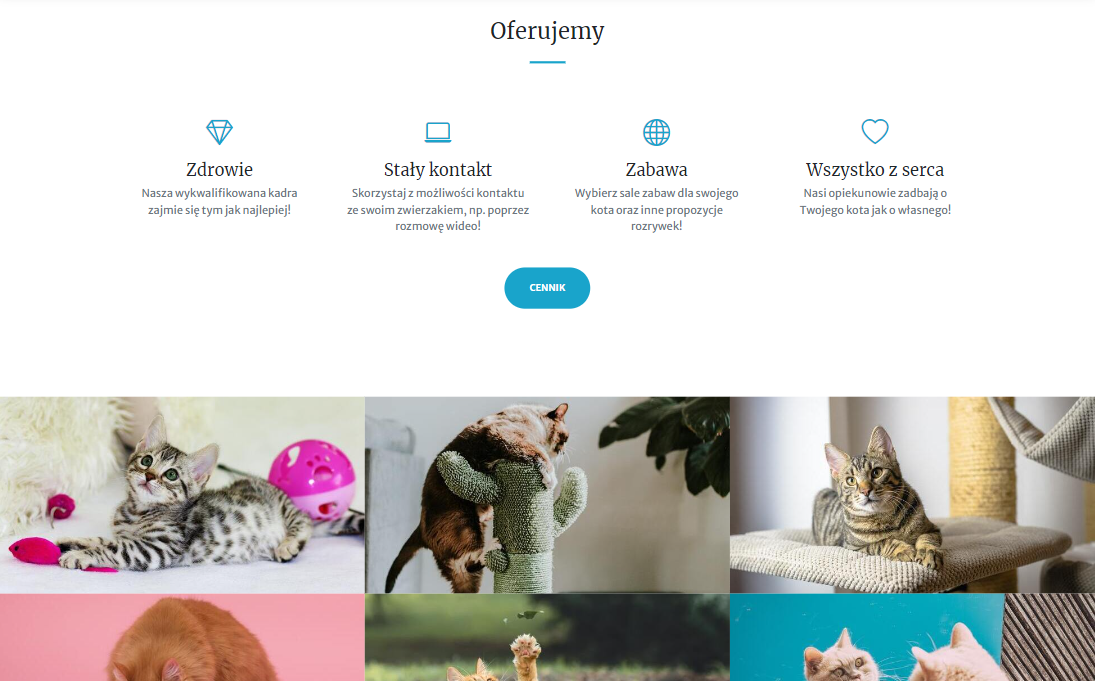 Oferujemy
Zdrowie
Nasza wykwalifikowana kadra
zajmie się tym jak najlepiej!
Stały kontakt
Skorzystaj z możliwości kontaktu
ze swoim zwierzakiem, np. poprzez
rozmowę wideo!
Zabawa
Wybierz sale zabaw dla swojego
kota oraz inne propozycje
rozrywek!
Wszystko z serca
Nasi opiekunowie zadbają o
Twojego kota jak o własnego!
CENNIK